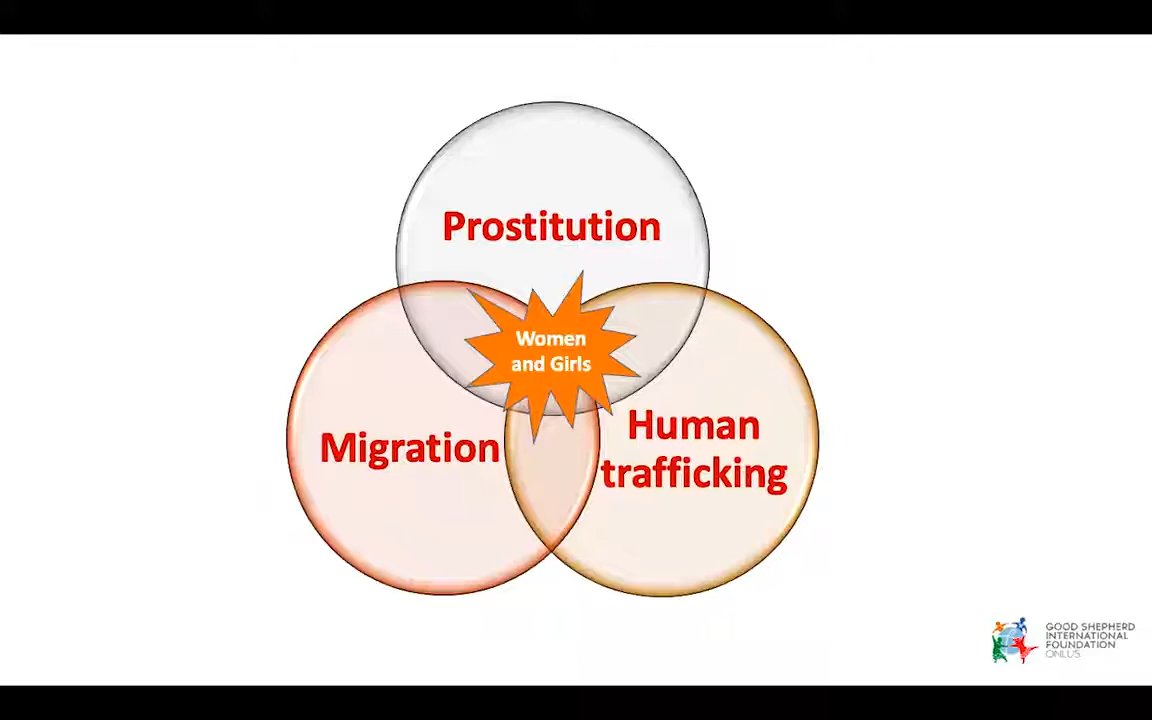 Prostitution
Women
and Girls
Migration
Human
trafficking
GOOD SHEPHERD
INTERNATIONAL
FOUNDATION
ONLUS